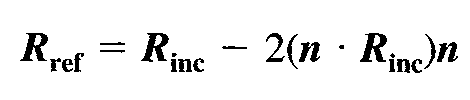 R_ref = R_inc − 2(n · R_inc)n